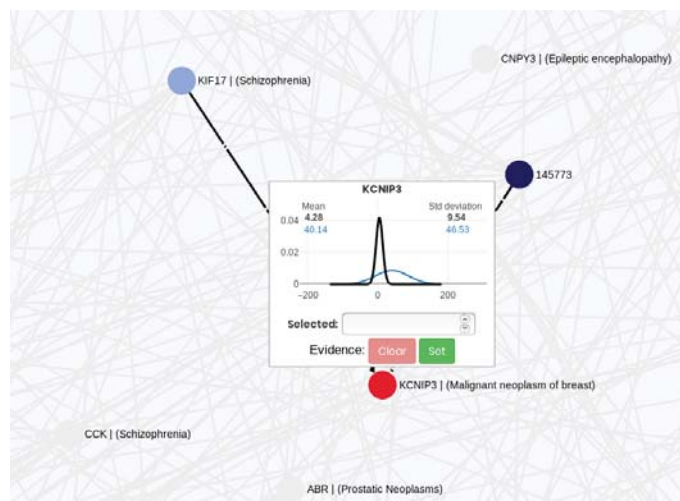 CNPY3 | (Epileptic encephalopathy)
KIF17 | (Schizophrenia)
145773
KCNIP3
Mean Std deviation
4.28 9.54
40.14 46.53
0.04
0.02
0
−200 0 200
Selected:
Evidence: Clear Set
KCNIP3 | (Malignant neoplasm of breast)
CCK | (Schizophrenia)
ABR | (Prostatic Neoplasms)